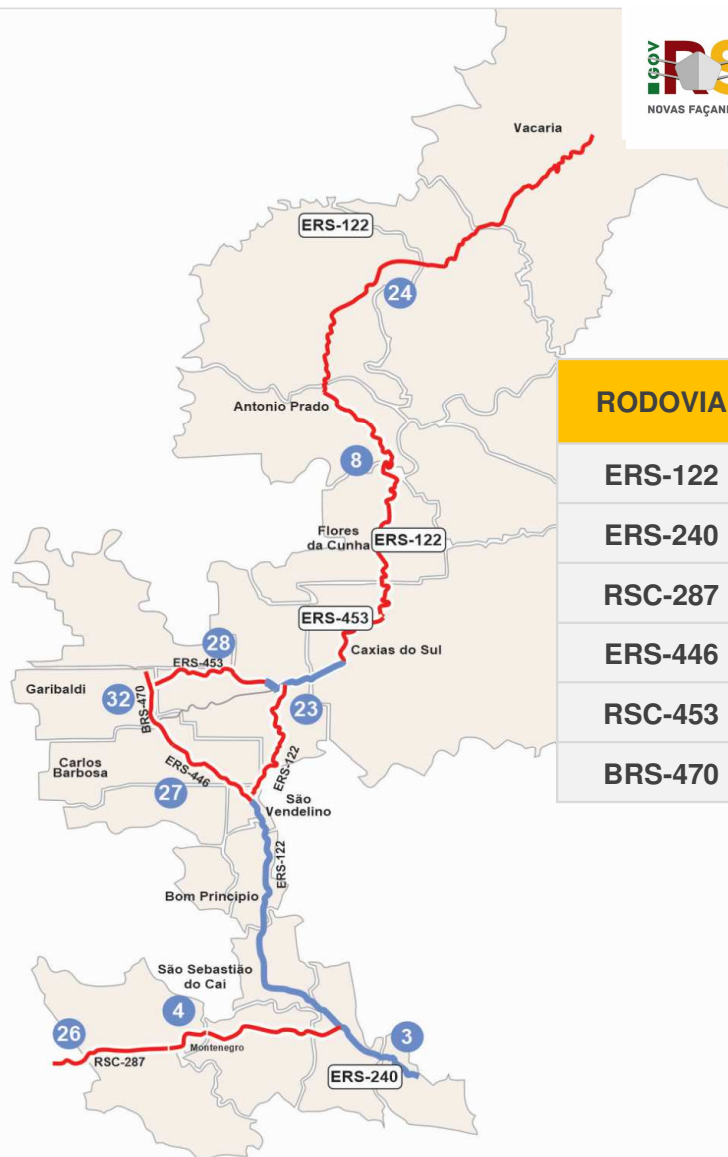 .GOV
RS
NOVAS FAÇAN
Vacaria
ERS-122
24
Antonio Prado
8
Flores
da Cunha
ERS-122
ERS-453
Caxias do Sul
28
ERS-453
Garibaldi
32
BRS-470
23
Carlos
Barbosa
ERS-446
27
ERS-122
São
Vendelino
ERS-122
Bom Principio
São Sebastião
do Cai
4
3
26
Montenegro
RSC-287
ERS-240
RODOVIA
ERS-122
ERS-240
RSC-287
ERS-446
RSC-453
BRS-470